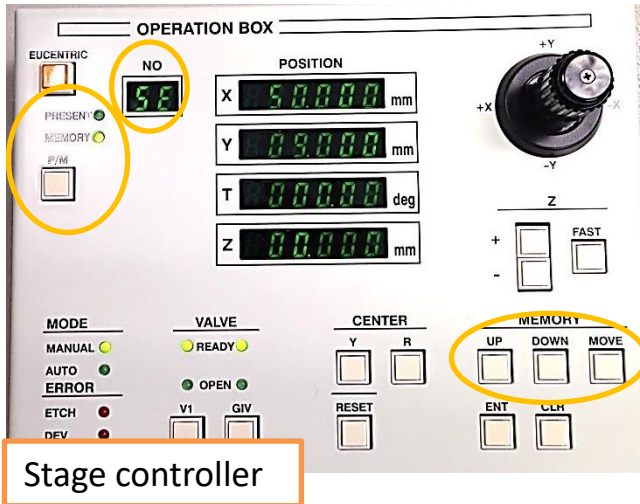 OPERATION BOX
EUCENTRIC
NO
POSITION
+Y
SE
X 50.000 mm
PRESENT
+X
-X
MEMORY
Y 03.000 mm
P/M
-Y
T 00.000 deg
Z
FAST
+
Z 00.000 mm
-
MODE
VALVE
CENTER
MEMORY
MANUAL
READY
Y R
UP DOWN MOVE
AUTO
ERROR
OPEN
ETCH
V1 GIV
RESET
ENT CLR
DEV
Stage controller